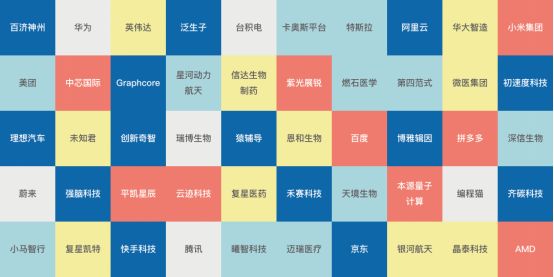 百济神州 华为 英伟达 泛生子 台积电 卡奥斯平台 特斯拉 阿里云 华大智造 小米集团
美团 中芯国际 Graphcore 星河动力航天 信达生物制药 紫光展锐 燃石医学 第四范式 微医集团 初速度科技
理想汽车 未知君 创新奇智 瑞博生物 猿辅导 恩和生物 百度 博雅辑因 拼多多 深信生物
蔚来 强脑科技 平凯星辰 云迹科技 复星医药 禾赛科技 天境生物 本源量子计算 编程猫 齐碳科技
小马智行 复星凯特 快手科技 腾讯 曦智科技 迈瑞医疗 京东 银河航天 晶泰科技 AMD